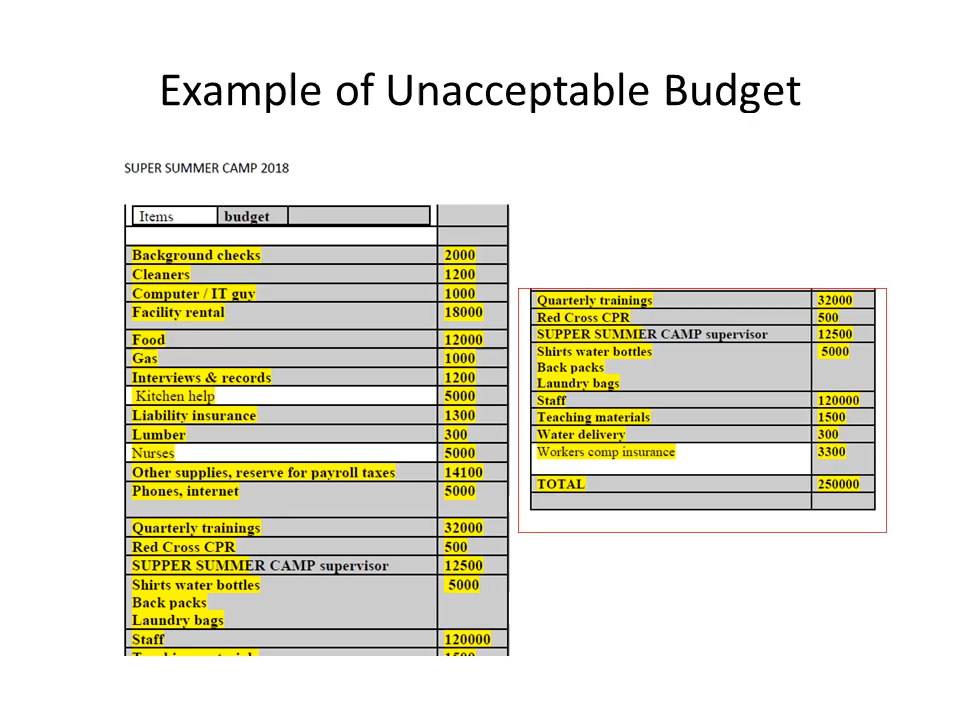 Example of Unacceptable Budget
SUPER SUMMER CAMP 2018
Items budget
Background checks 2000
Cleaners 1200
Computer / IT guy 1000
Facility rental 18000
Food 12000
Gas 1000
Interviews & records 1200
Kitchen help 5000
Liability insurance 1300
Lumber 300
Nurses 5000
Other supplies, reserve for payroll taxes 14100
Phones, internet 5000
Quarterly trainings 32000
Red Cross CPR 500
SUPPER SUMMER CAMP supervisor 12500
Shirts water bottles 5000
Back packs
Laundry bags
Staff 120000
Quarterly trainings 32000
Red Cross CPR 500
SUPPER SUMMER CAMP supervisor 12500
Shirts water bottles 5000
Back packs
Laundry bags
Staff 120000
Teaching materials 1500
Water delivery 300
Workers comp insurance 3300
TOTAL 250000